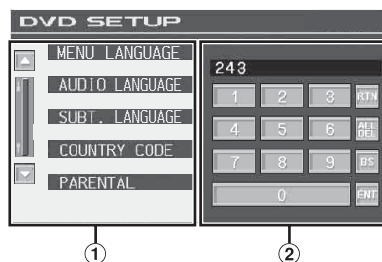 DVD SETUP
MENU LANGUAGE
AUDIO LANGUAGE
SUBT. LANGUAGE
COUNTRY CODE
PARENTAL
243
1 2 3 RTN
4 5 6 ALL DEL
7 8 9 BS
0 ENT
1 2